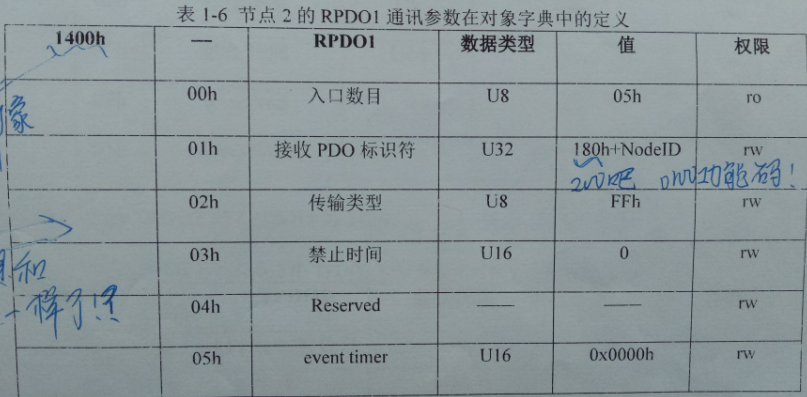 表 1-6 节点 2 的 RPDO1 通讯参数在对象字典中的定义
1400h — RPDO1 数据类型 值 权限
00h 入口数目 U8 05h ro
象
01h 接收 PDO 标识符 U32 180h+NodeID rw
200吧 功能码!
02h 传输类型 U8 FFh rw
03h 禁止时间 U16 0 rw
和
一样了!?
04h Reserved —— —— rw
05h event timer U16 0x0000h rw